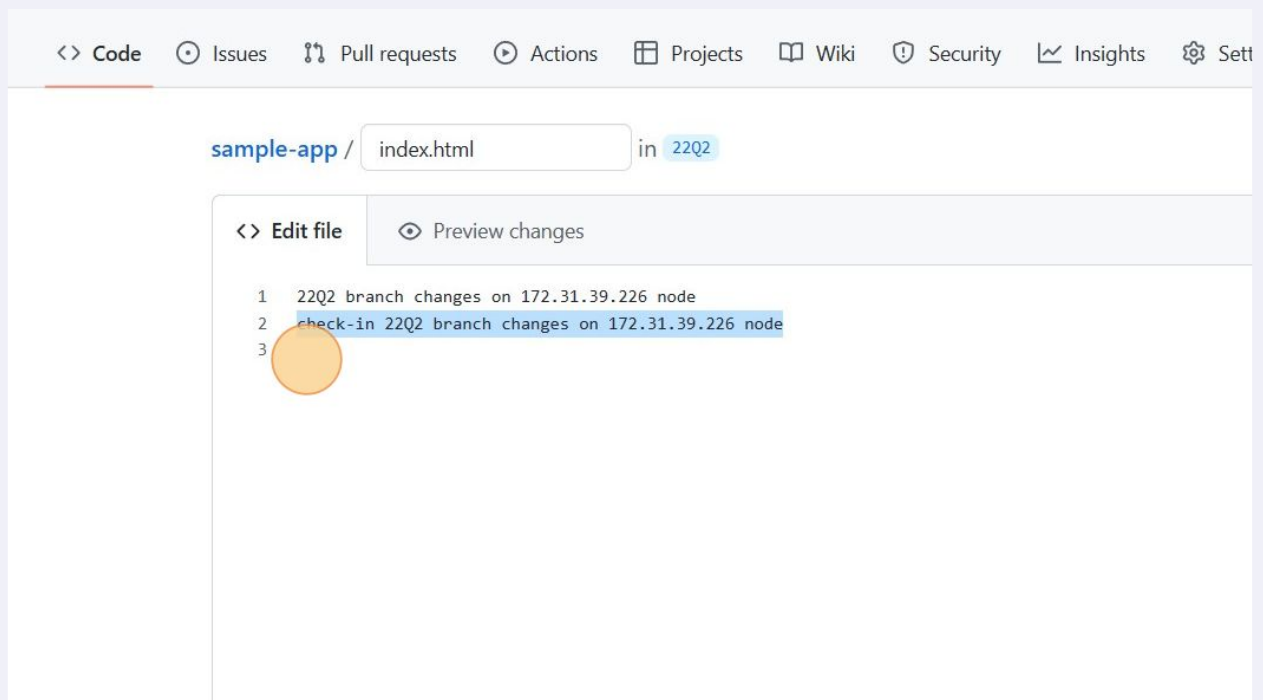 Code Issues Pull requests Actions Projects Wiki Security Insights Sett
sample-app / index.html in 22Q2
Edit file Preview changes
1 22Q2 branch changes on 172.31.39.226 node
2 check-in 22Q2 branch changes on 172.31.39.226 node
3